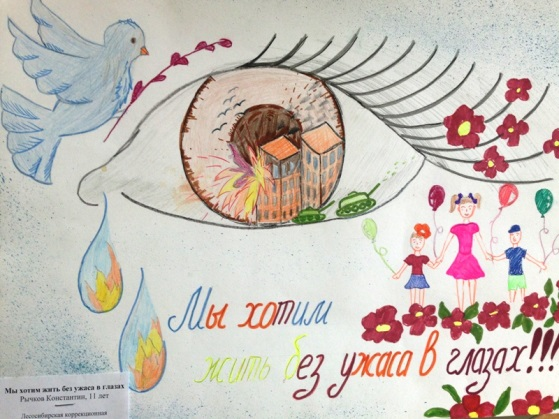 Мы хотим
жить без ужаса в глазах!!!
Мы хотим жить без ужаса в глазах
Рычков Константин, 11 лет
Лесосибирская коррекционная